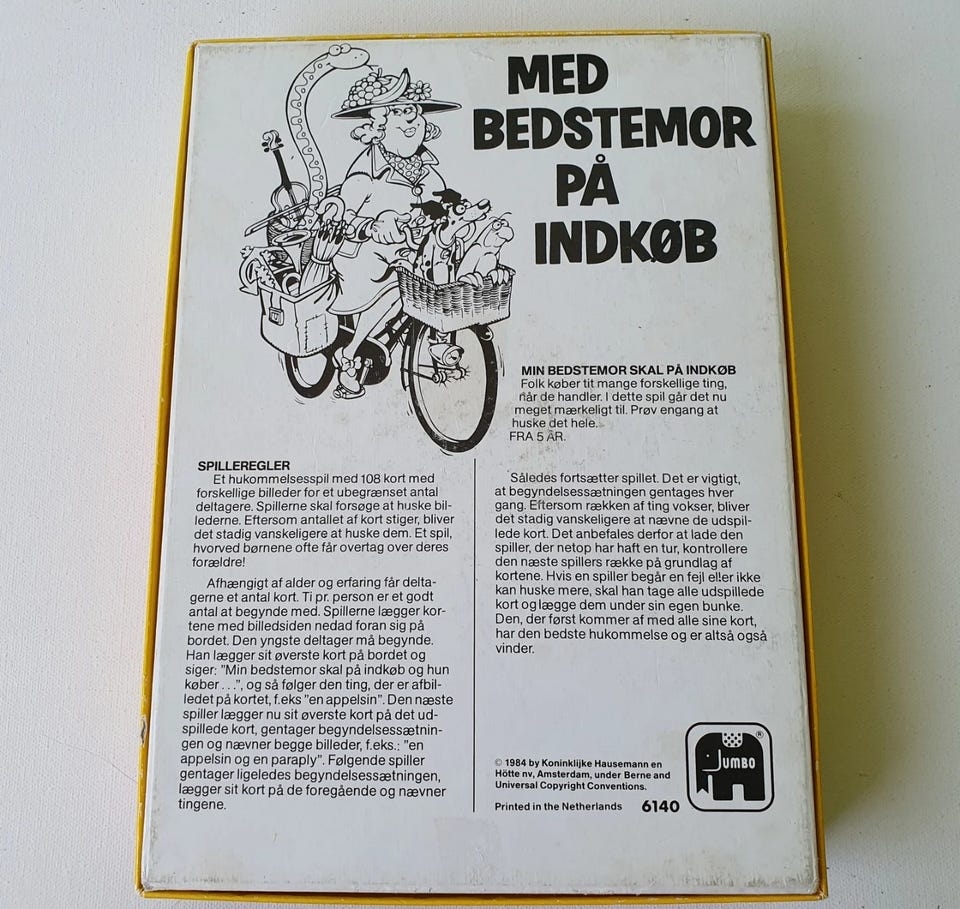 MED
BEDSTEMOR
PÅ
INDKØB
MIN BEDSTEMOR SKAL PÅ INDKØB
Folk køber tit mange forskellige ting,
når de handler. I dette spil går det nu
meget mærkeligt til. Prøv engang at
huske det hele.
FRA 5 ÅR.
SPILLEREGLER
Et hukommelsesspil med 108 kort med
forskellige billeder for et ubegrænset antal
deltagere. Spillerne skal forsøge at huske bil-
lederne. Eftersom antallet af kort stiger, bliver
det stadig vanskeligere at huske dem. Et spil,
hvorved børnene ofte får overtag over deres
forældre!
Afhængigt af alder og erfaring får delta-
gerne et antal kort. Ti pr. person er et godt
antal at begynde med. Spillerne lægger kor-
tene med billedsiden nedad foran sig på
bordet. Den yngste deltager må begynde.
Han lægger sit øverste kort på bordet og
siger: "Min bedstemor skal på indkøb og hun
køber . . .", og så følger den ting, der er afbil-
ledet på kortet, f.eks "en appelsin". Den næste
spiller lægger nu sit øverste kort på det ud-
spillede kort, gentager begyndelsessætnin-
gen og nævner begge billeder, f.eks.: "en
appelsin og en paraply". Følgende spiller
gentager ligeledes begyndelsessætningen,
lægger sit kort på de foregående og nævner
tingene.
Således fortsætter spillet. Det er vigtigt,
at begyndelsessætningen gentages hver
gang. Eftersom rækken af ting vokser, bliver
det stadig vanskeligere at nævne de udspil-
lede kort. Det anbefales derfor at lade den
spiller, der netop har haft en tur, kontrollere
den næste spillers række på grundlag af
kortene. Hvis en spiller begår en fejl eller ikke
kan huske mere, skal han tage alle udspillede
kort og lægge dem under sin egen bunke.
Den, der først kommer af med alle sine kort,
har den bedste hukommelse og er altså også
vinder.
© 1984 by Koninklijke Hausemann en
Hötte nv, Amsterdam, under Berne and
Universal Copyright Conventions.
Printed in the Netherlands 6140
JUMBO ®